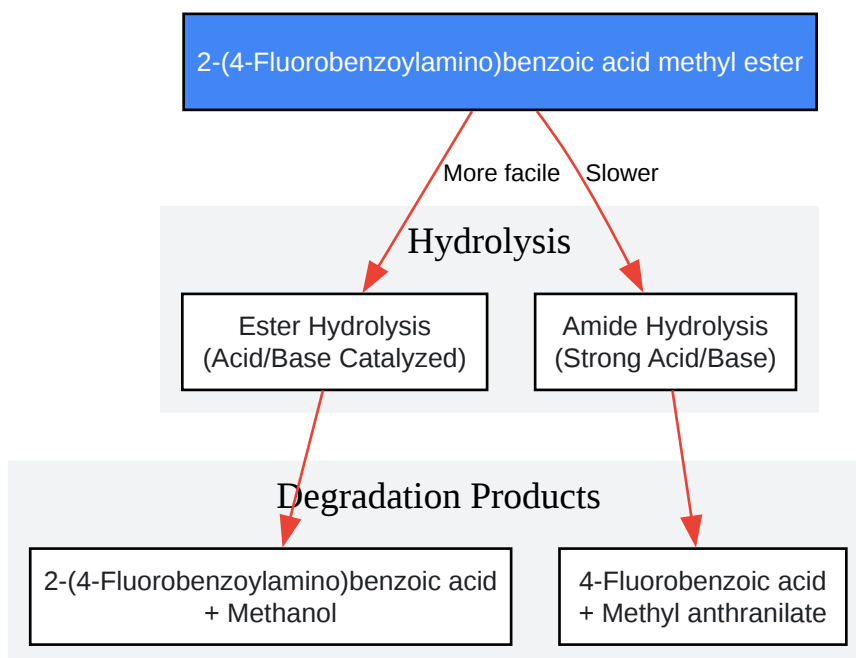 2-(4-Fluorobenzoylamino)benzoic acid methyl ester
More facile
Slower
Hydrolysis
Ester Hydrolysis
(Acid/Base Catalyzed)
Amide Hydrolysis
(Strong Acid/Base)
Degradation Products
2-(4-Fluorobenzoylamino)benzoic acid
+ Methanol
4-Fluorobenzoic acid
+ Methyl anthranilate